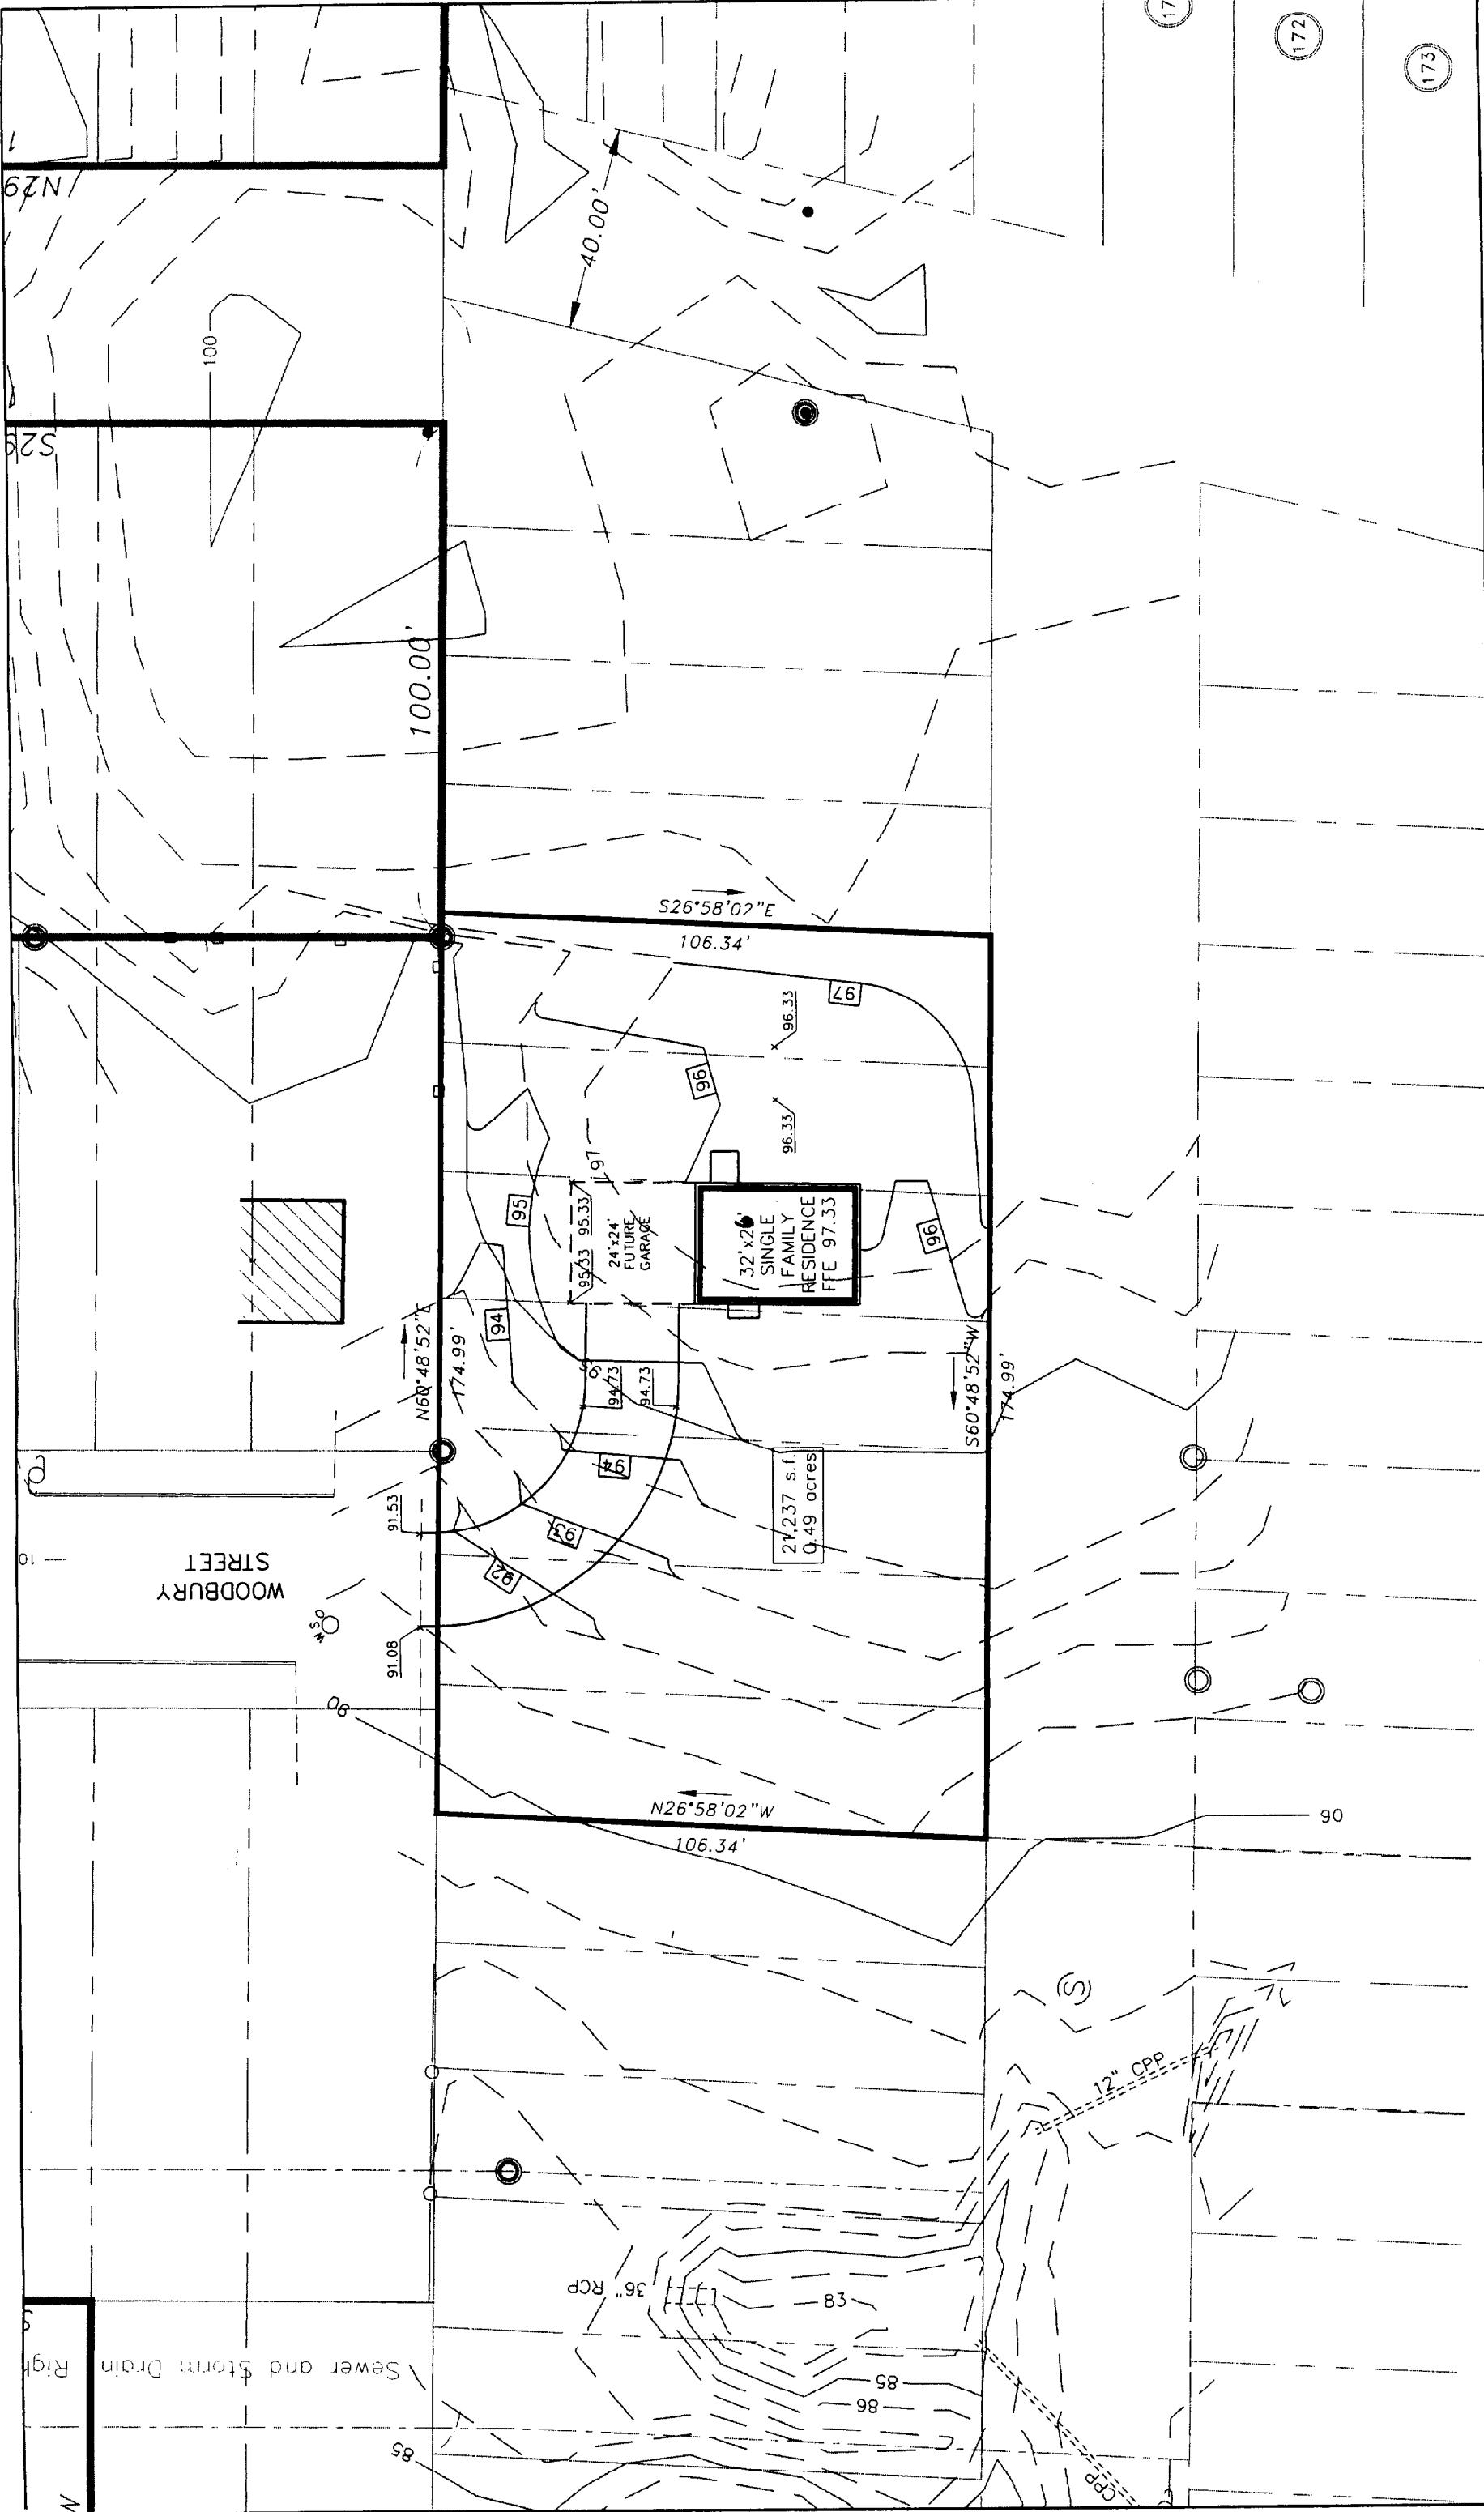 N29
172
173
40.00'
100
S29
100.00'
S26°58'02"E
106.34'
97
96.33
96
96.33
97
95
95.33 95.33
24'x24'
FUTURE
GARAGE
32'x26'
SINGLE
FAMILY
RESIDENCE
FFE 97.33
96
94
N60°48'52"E
174.99'
94.73
94.73
S60°48'52"W
174.99'
94
21,237 s.f.
0.49 acres
91.53
93
92
WOODBURY
STREET
10
91.08
90
N26°58'02"W
106.34'
90
S
12" CPP
36" RCP
83
Sewer and Storm Drain
85
86
85
CPP